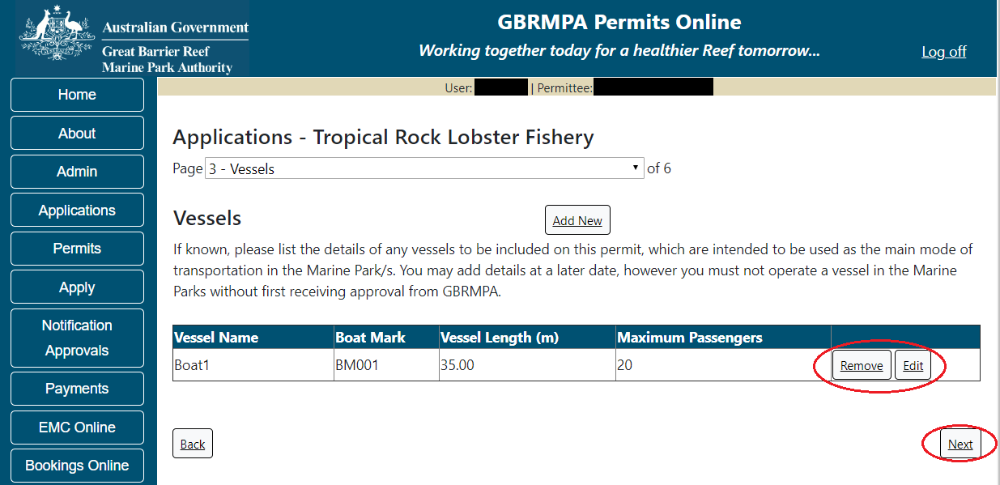 Australian Government
Great Barrier Reef
Marine Park Authority
GBRMPA Permits Online
Working together today for a healthier Reef tomorrow...
Log off
User: | Permittee:
Home
About
Admin
Applications
Permits
Apply
Notification
Approvals
Payments
EMC Online
Bookings Online
Applications - Tropical Rock Lobster Fishery
Page 3 - Vessels of 6
Vessels Add New
If known, please list the details of any vessels to be included on this permit, which are intended to be used as the main mode of
transportation in the Marine Park/s. You may add details at a later date, however you must not operate a vessel in the Marine
Parks without first receiving approval from GBRMPA.
Vessel Name Boat Mark Vessel Length (m) Maximum Passengers
Boat1 BM001 35.00 20 Remove Edit
Back Next